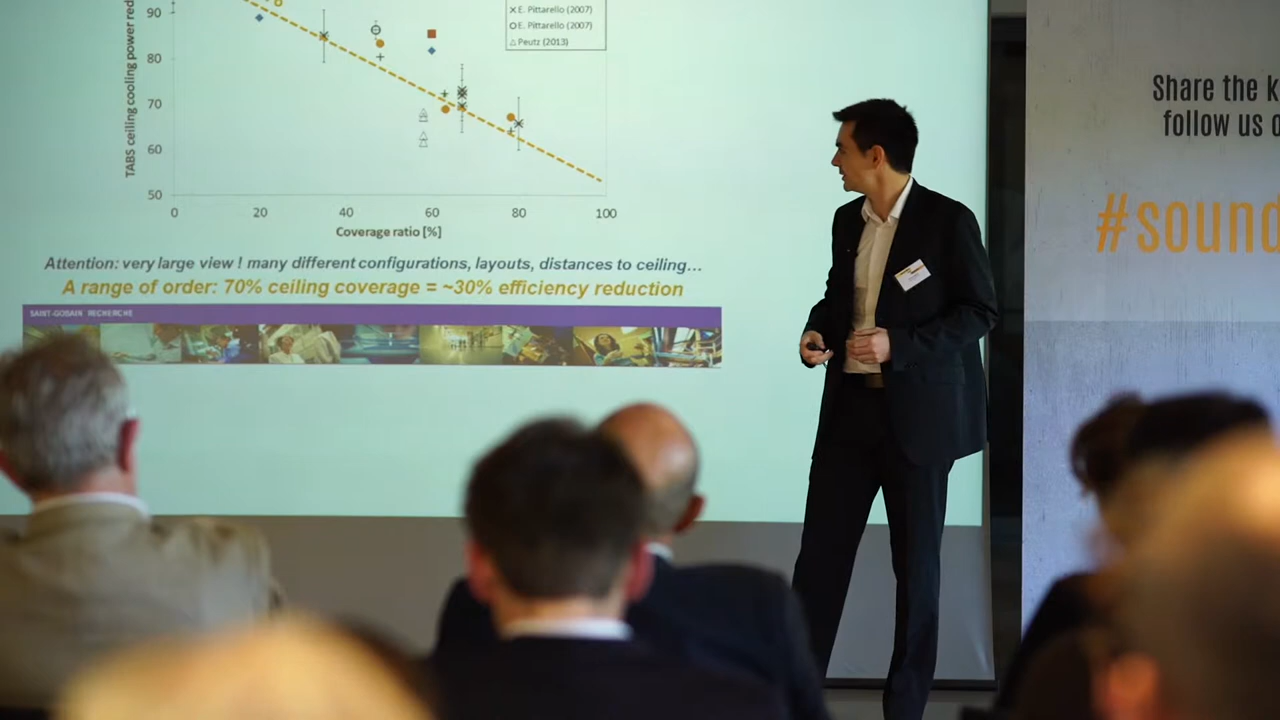 E. Pittarello (2007)
E. Pittarello (2007)
Peutz (2013)
TABS ceiling cooling power
90
80
70
60
50
0 20 40 60 80 100
Coverage ratio [%]
Attention: very large view ! many different configurations, layouts, distances to ceiling...
A range of order: 70% ceiling coverage = ~30% efficiency reduction
SAINT-GOBAIN RECHERCHE
Share the k
follow us o
#sound